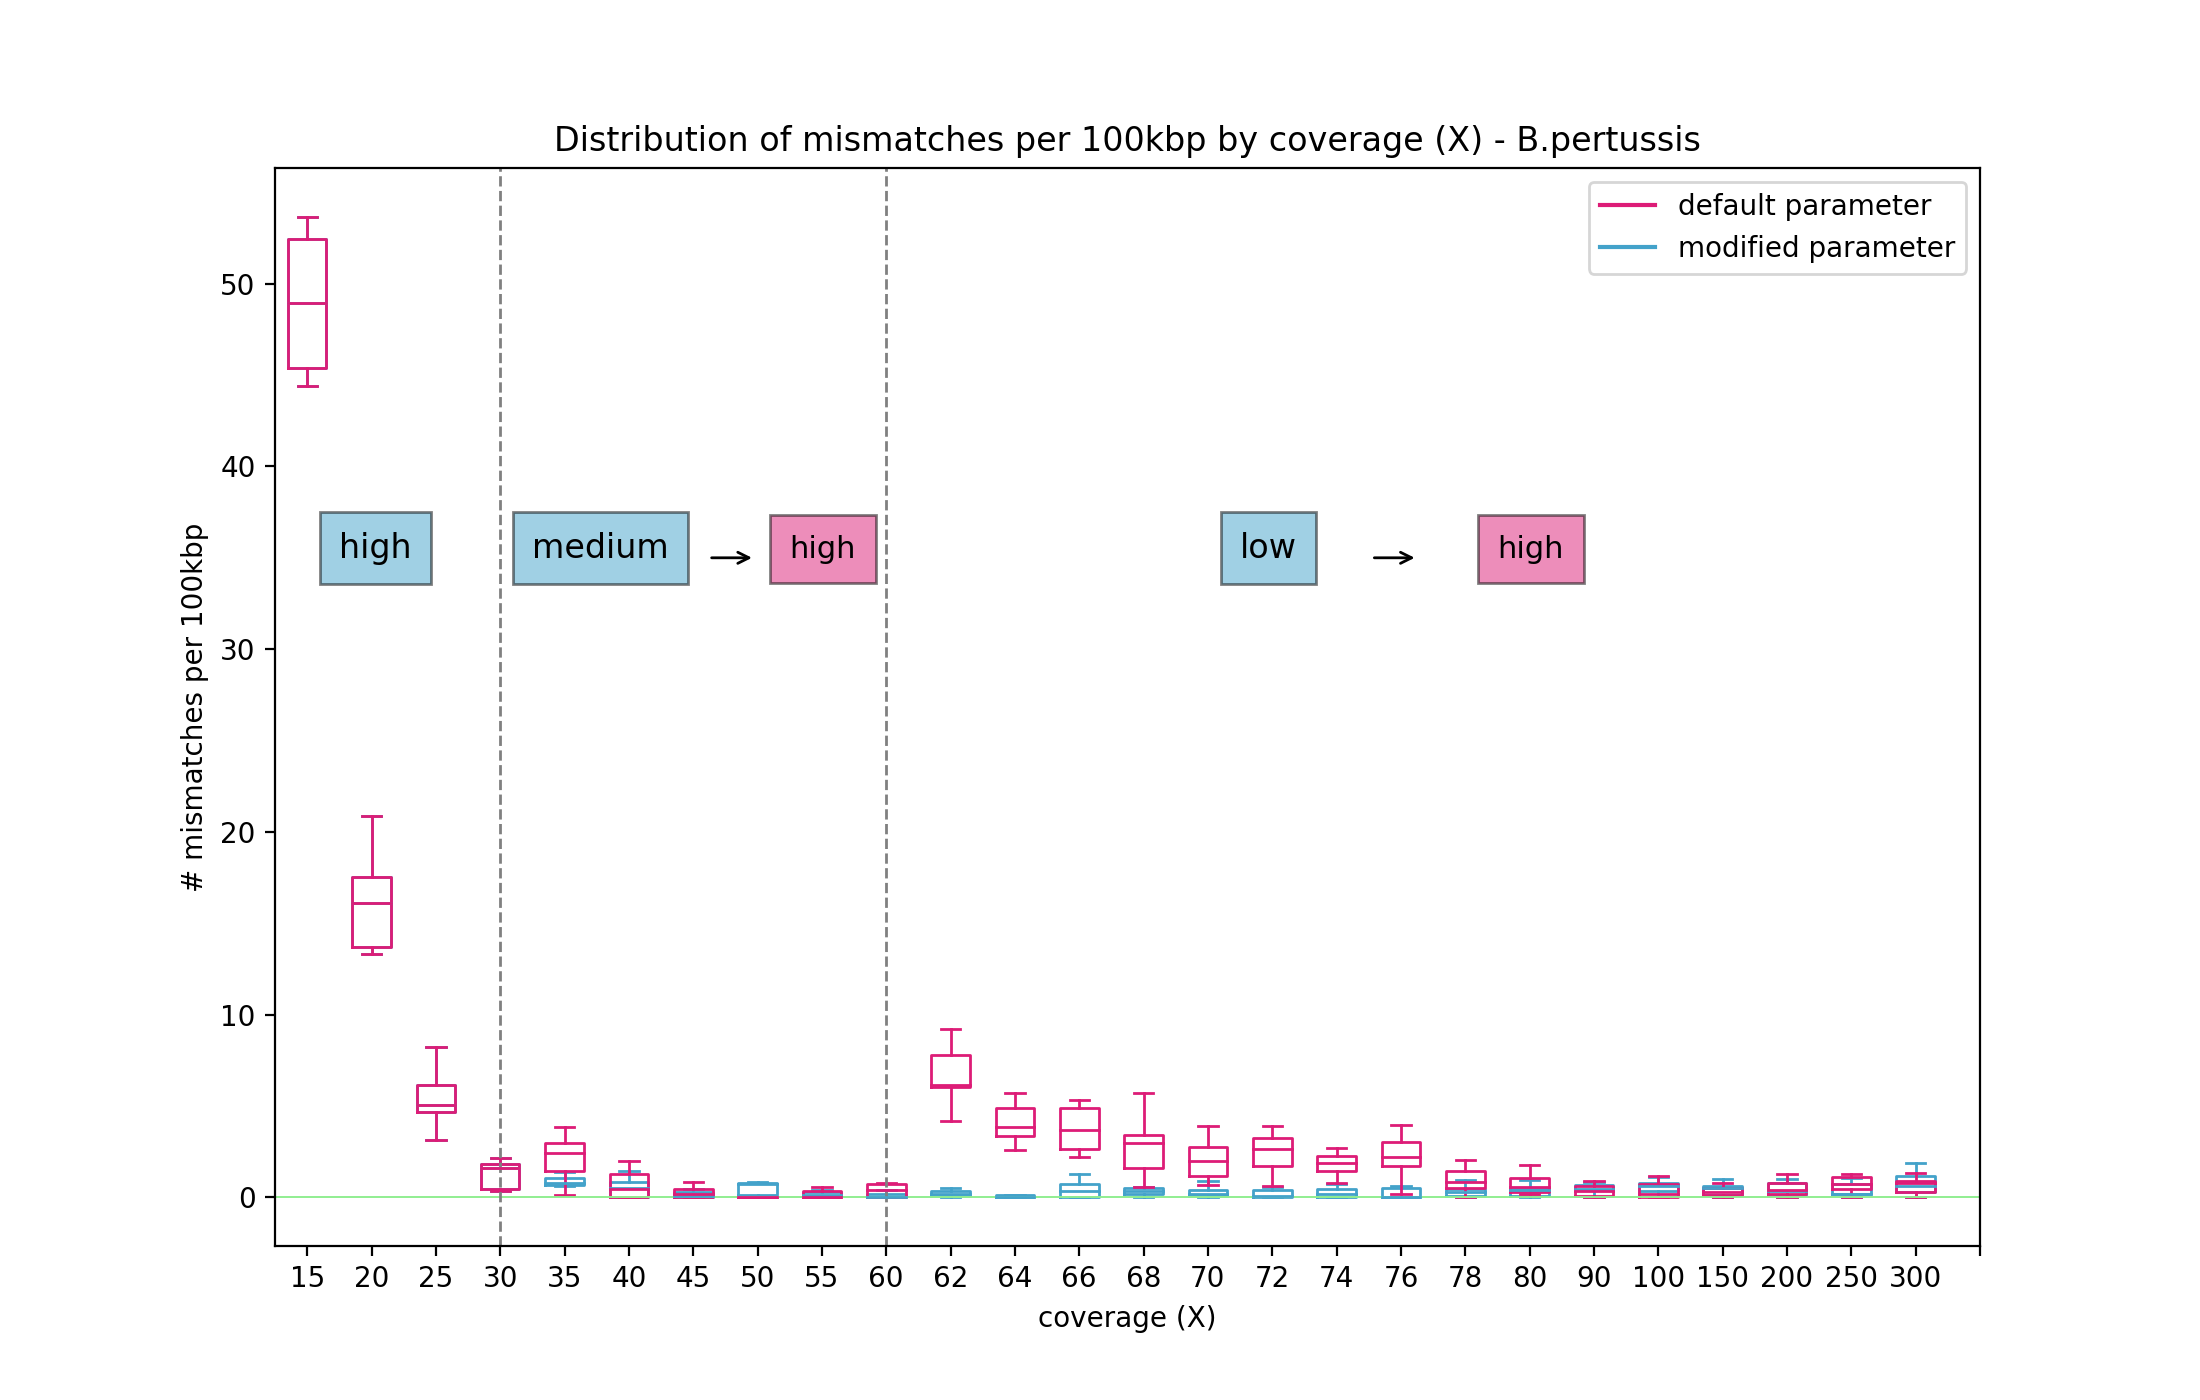 Distribution of mismatches per 100kbp by coverage (X) - B.pertussis
default parameter
modified parameter
50
40
30
20
10
0
# mismatches per 100kbp
high
medium
high
low
high
15 20 25 30 35 40 45 50 55 60 62 64 66 68 70 72 74 76 78 80 90 100 150 200 250 300
coverage (X)